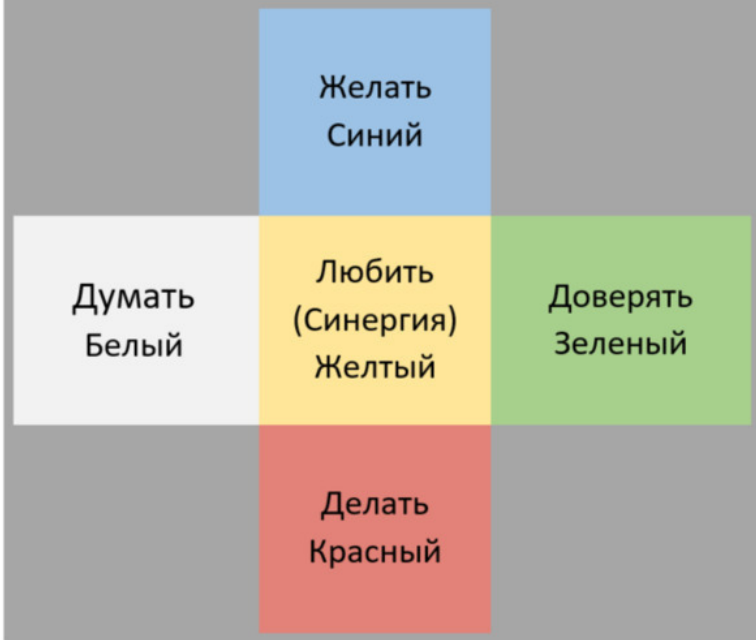 Желать
Синий
Думать
Белый
Любить
(Синергия)
Желтый
Доверять
Зеленый
Делать
Красный